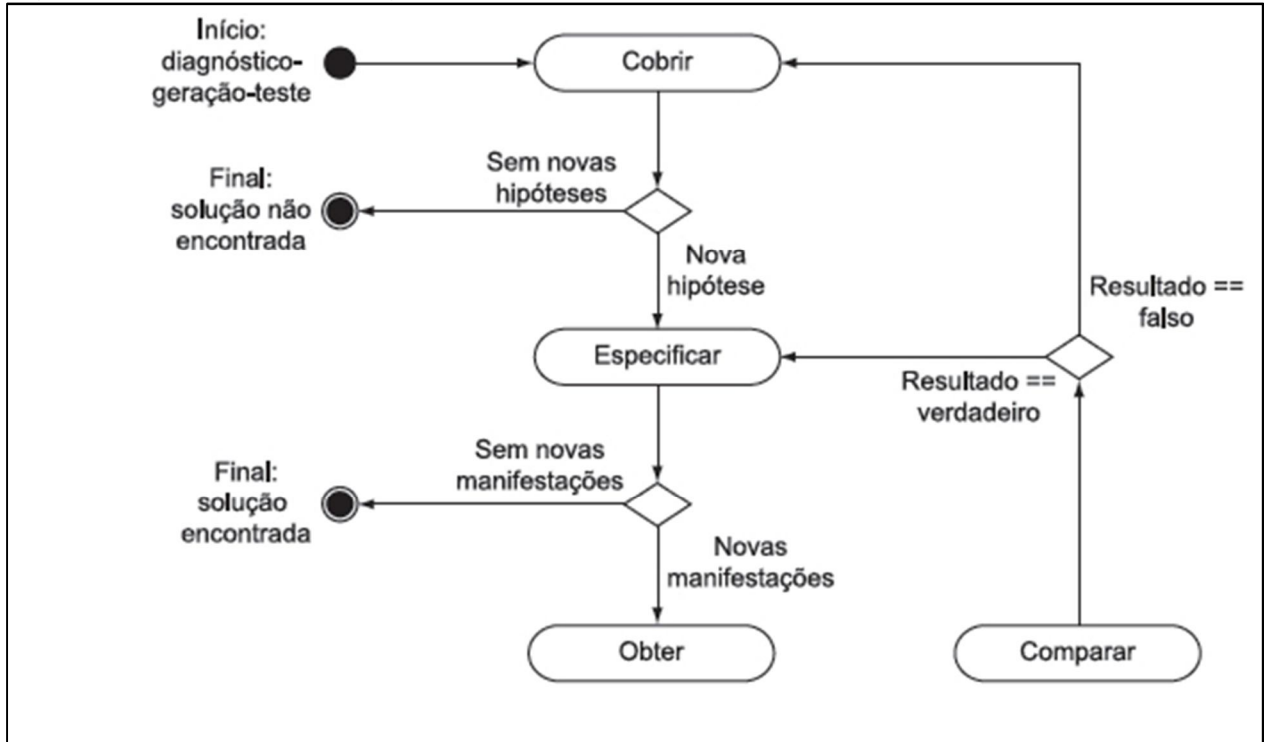 Início:
diagnóstico-
geração-teste
Cobrir
Sem novas
hipóteses
Final:
solução não
encontrada
Nova
hipótese
Resultado ==
falso
Especificar
Resultado ==
verdadeiro
Sem novas
manifestações
Final:
solução
encontrada
Novas
manifestações
Obter
Comparar